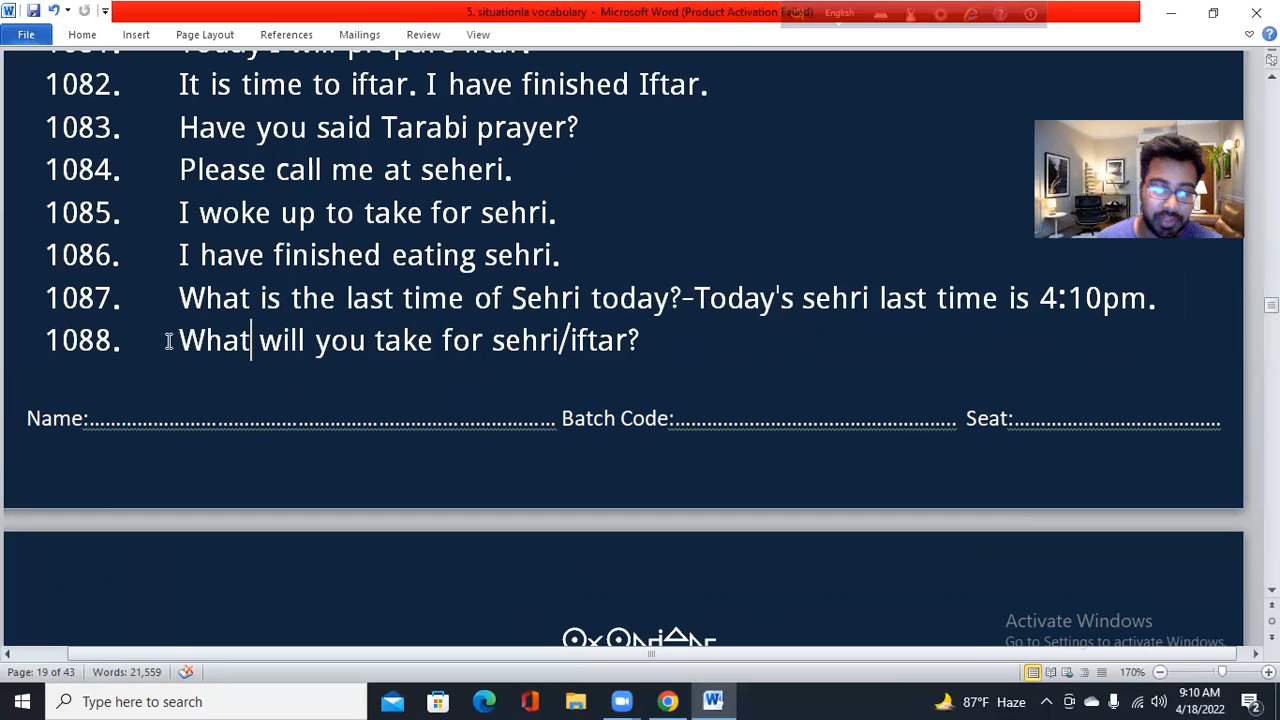 5. situationla vocabulary - Microsoft Word (Product Activation Failed)
English
File Home Insert Page Layout References Mailings Review View
1082. It is time to iftar. I have finished Iftar.
1083. Have you said Tarabi prayer?
1084. Please call me at seheri.
1085. I woke up to take for sehri.
1086. I have finished eating sehri.
1087. What is the last time of Sehri today?-Today's sehri last time is 4:10pm.
1088. What will you take for sehri/iftar?
Name:........................................ Batch Code:........................................ Seat:........................................
Activate Windows
Go to Settings to activate Windows.
Page: 19 of 43 Words: 21,559 170%
Type here to search 87°F Haze 9:10 AM
4/18/2022
2